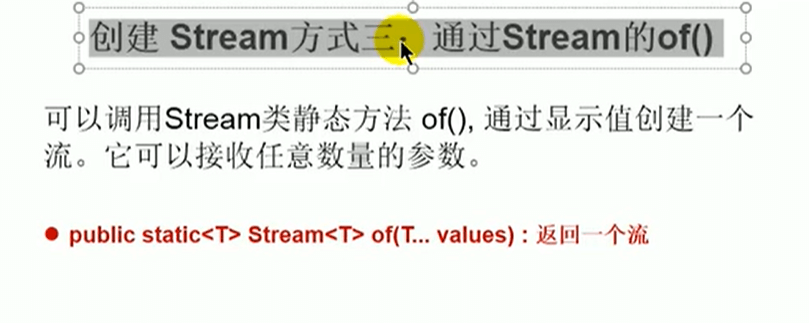 创建 Stream方式三：通过Stream的of()
可以调用Stream类静态方法 of(), 通过显示值创建一个
流。它可以接收任意数量的参数。
● public static<T> Stream<T> of(T... values) : 返回一个流